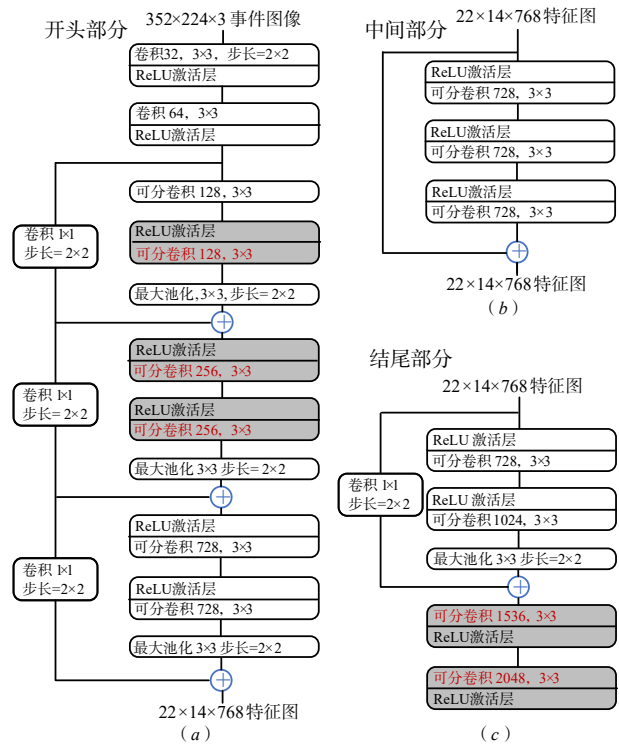 开头部分
352×224×3 事件图像
卷积32，3×3，步长=2×2
ReLU激活层
卷积 64，3×3
ReLU激活层
可分卷积 128，3×3
ReLU激活层
可分卷积 128，3×3
卷积 1×1
步长= 2×2
最大池化,3×3,步长= 2×2
ReLU激活层
可分卷积 256，3×3
卷积 1×1
步长= 2×2
ReLU激活层
可分卷积 256，3×3
最大池化 3×3 步长=2×2
ReLU激活层
可分卷积 728，3×3
卷积 1×1
步长=2×2
ReLU激活层
可分卷积 728，3×3
最大池化 3×3 步长=2×2
22×14×768特征图
（a）
22×14×768特征图
中间部分
ReLU激活层
可分卷积 728，3×3
ReLU激活层
可分卷积 728，3×3
ReLU激活层
可分卷积 728，3×3
22×14×768特征图
（b）
结尾部分
22×14×768特征图
ReLU 激活层
可分卷积 728，3×3
卷积 1×1
步长=2×2
ReLU 激活层
可分卷积1024，3×3
最大池化 3×3 步长=2×2
可分卷积 1536，3×3
ReLU激活层
可分卷积 2048，3×3
ReLU激活层
（c）